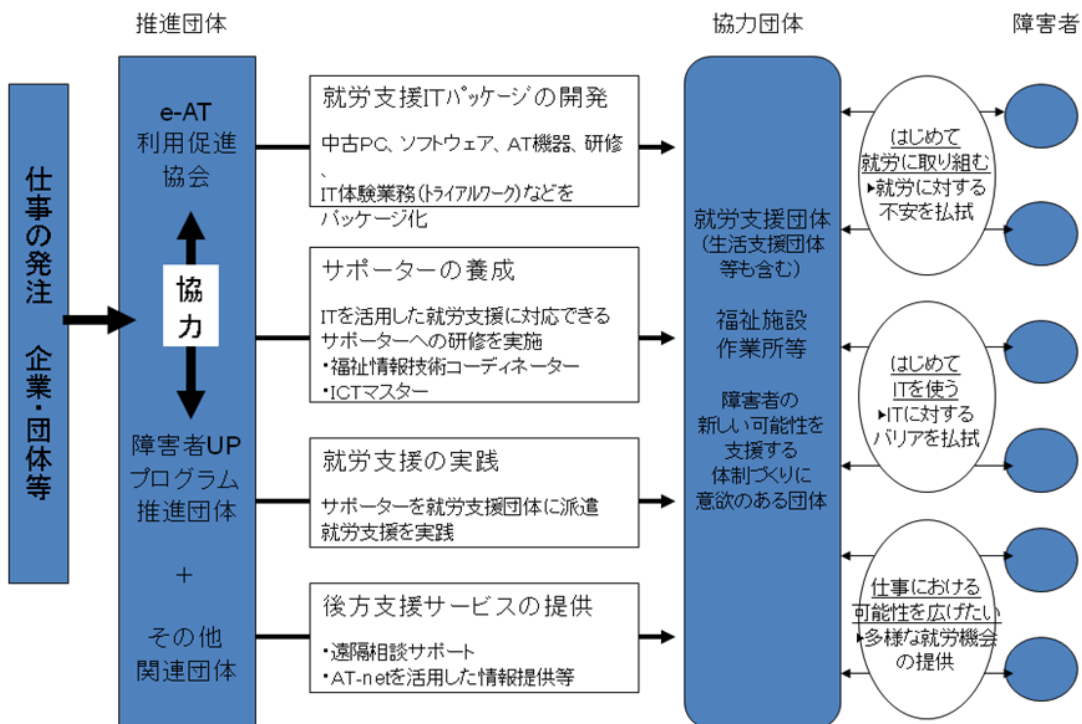 推進団体
協力団体
障害者
仕事の発注　企業・団体等
e-AT
利用促進
協会
協
力
障害者UP
プログラム
推進団体
+
その他
関連団体
就労支援ITパッケージの開発
中古PC、ソフトウェア、AT機器、研修
、
IT体験業務(トライアルワーク)などを
パッケージ化
サポーターの養成
ITを活用した就労支援に対応できる
サポーターへの研修を実施
・福祉情報技術コーディネーター
・ICTマスター
就労支援の実践
サポーターを就労支援団体に派遣
就労支援を実践
後方支援サービスの提供
・遠隔相談サポート
・AT-netを活用した情報提供等
就労支援団体
(生活支援団体
等も含む)
福祉施設
作業所等
障害者の
新しい可能性を
支援する
体制づくりに
意欲のある団体
はじめて
就労に取り組む
▸就労に対する
不安を払拭
はじめて
ITを使う
▸ITに対する
バリアを払拭
仕事における
可能性を広げたい
▸多様な就労機会
の提供